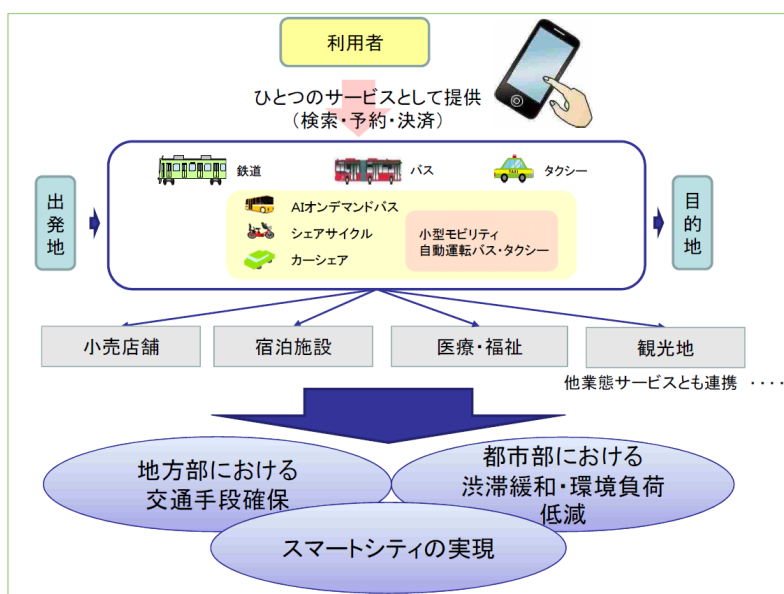 利用者
ひとつのサービスとして提供
(検索・予約・決済)
鉄道
バス
タクシー
出発地
AIオンデマンドバス
シェアサイクル
カーシェア
小型モビリティ
自動運転バス・タクシー
目的地
小売店舗
宿泊施設
医療・福祉
観光地
他業態サービスとも連携 ・・・・
地方部における
交通手段確保
都市部における
渋滞緩和・環境負荷
低減
スマートシティの実現